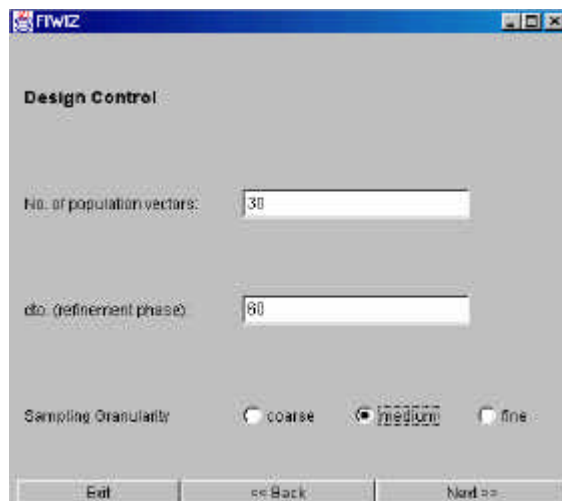 FIWIZ
Design Control
No. of population vectors: 30
dto. (refinement phase): 60
Sampling Granularity coarse medium fine
Exit << Back Next >>